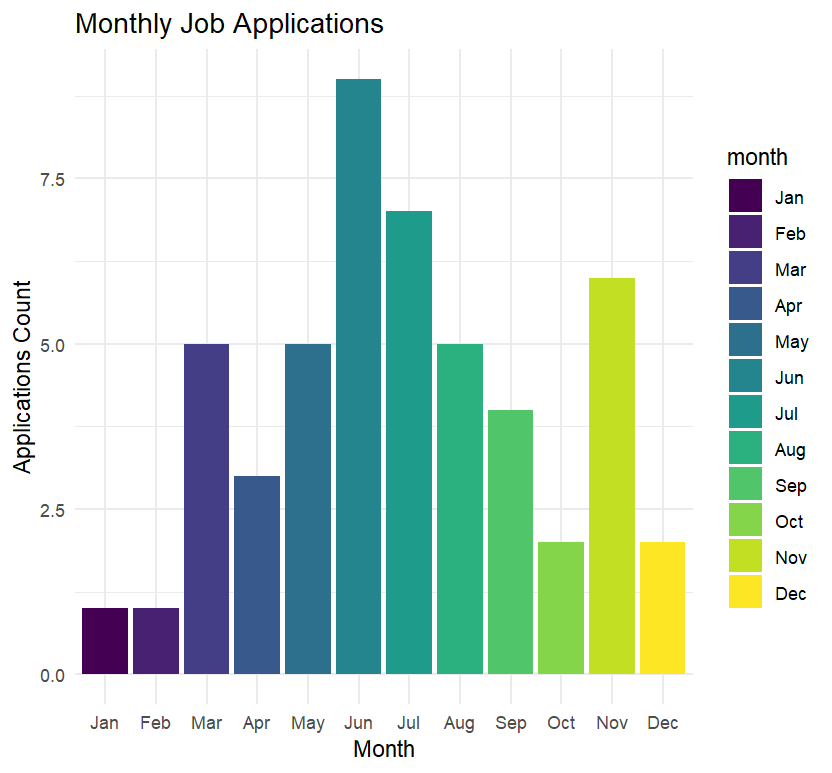 Monthly Job Applications
Applications Count
7.5
5.0
2.5
0.0
Jan Feb Mar Apr May Jun Jul Aug Sep Oct Nov Dec
Month
month
Jan
Feb
Mar
Apr
May
Jun
Jul
Aug
Sep
Oct
Nov
Dec